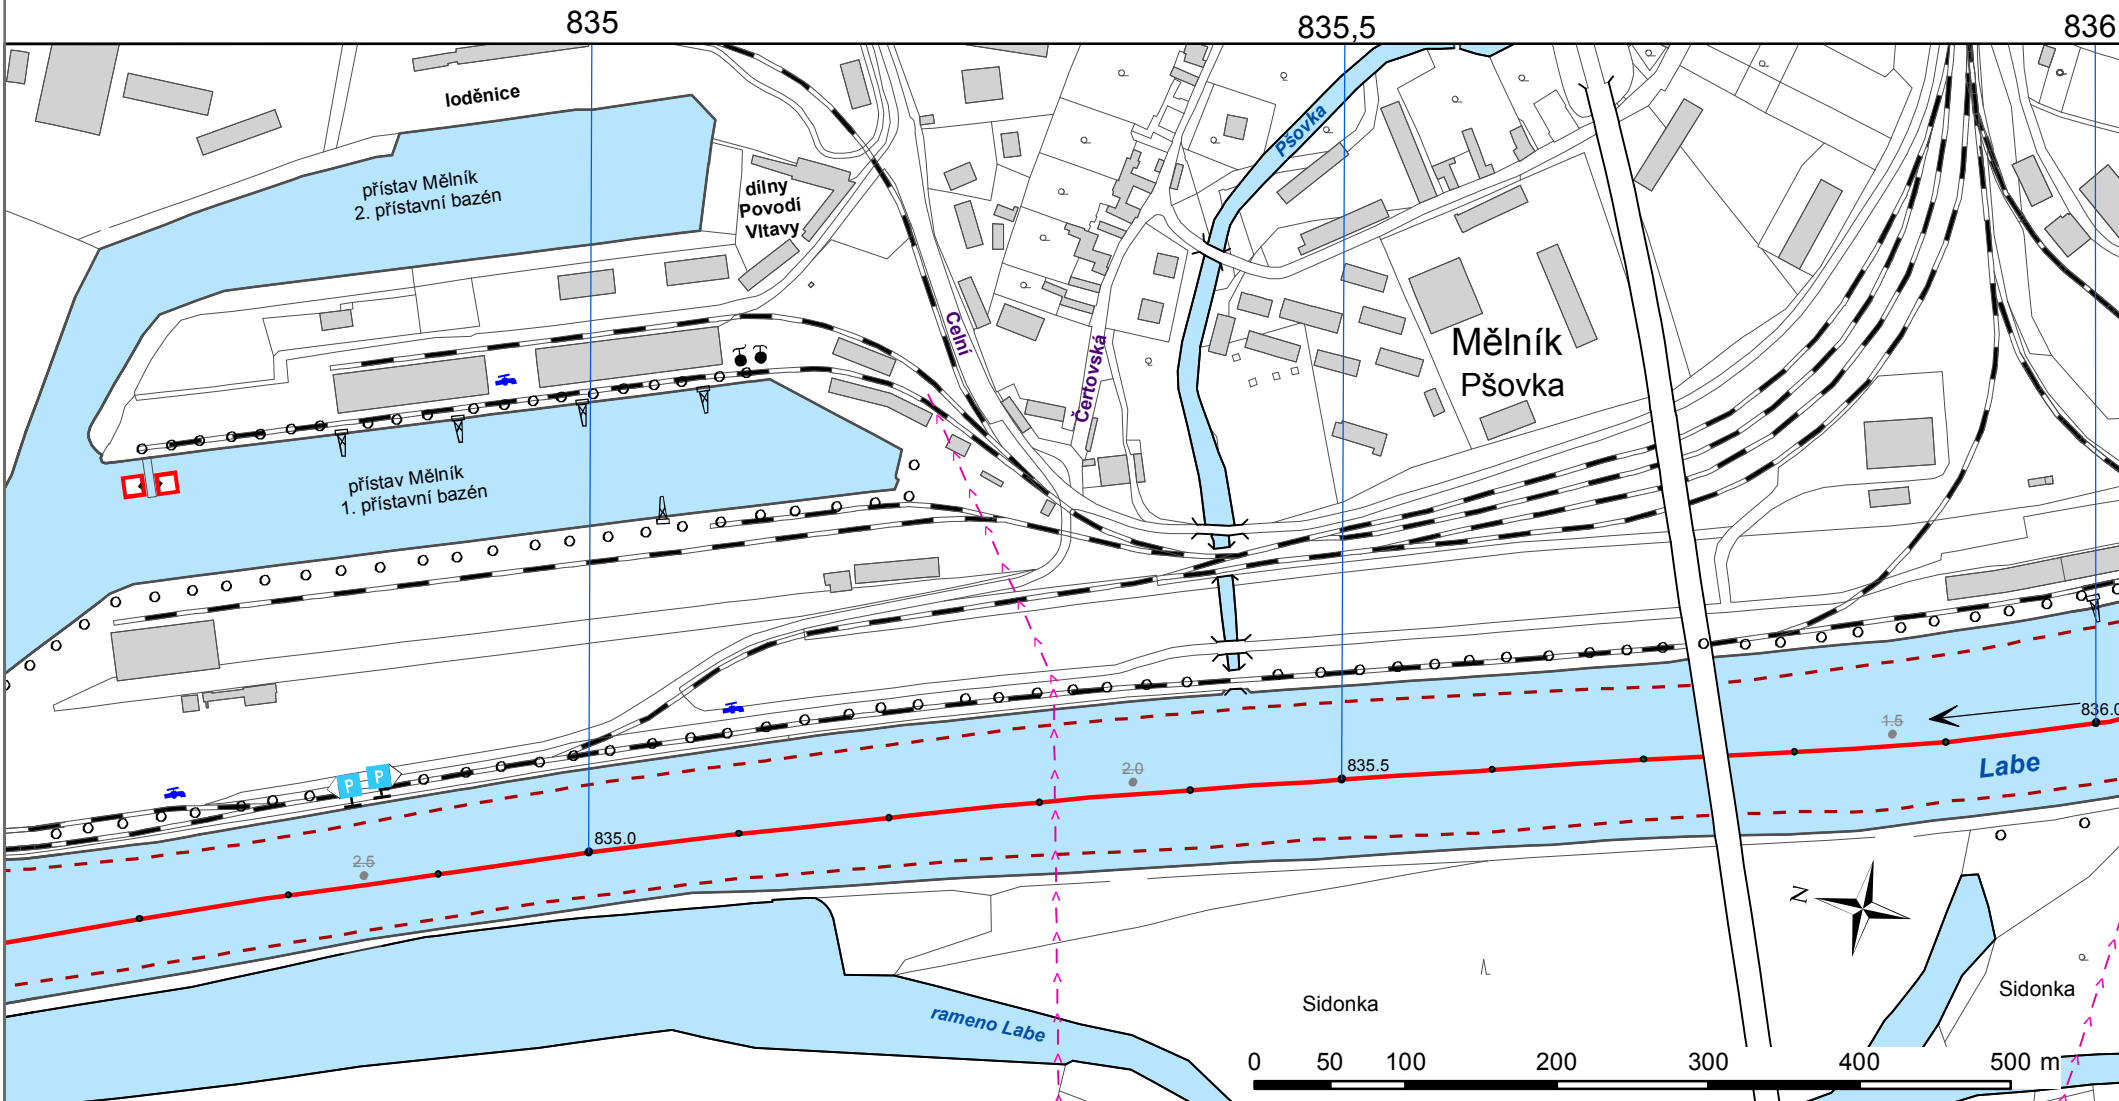 835
835,5
836
loděnice
Pšovka
přístav Mělník
2. přístavní bazén
dílny
Povodí
Vltavy
Celní
Čertovská
Mělník
Pšovka
přístav Mělník
1. přístavní bazén
P
P
2.5
835.0
2.0
835.5
1.5
836.0
Labe
N
Sidonka
Sidonka
rameno Labe
0 50 100 200 300 400 500 m